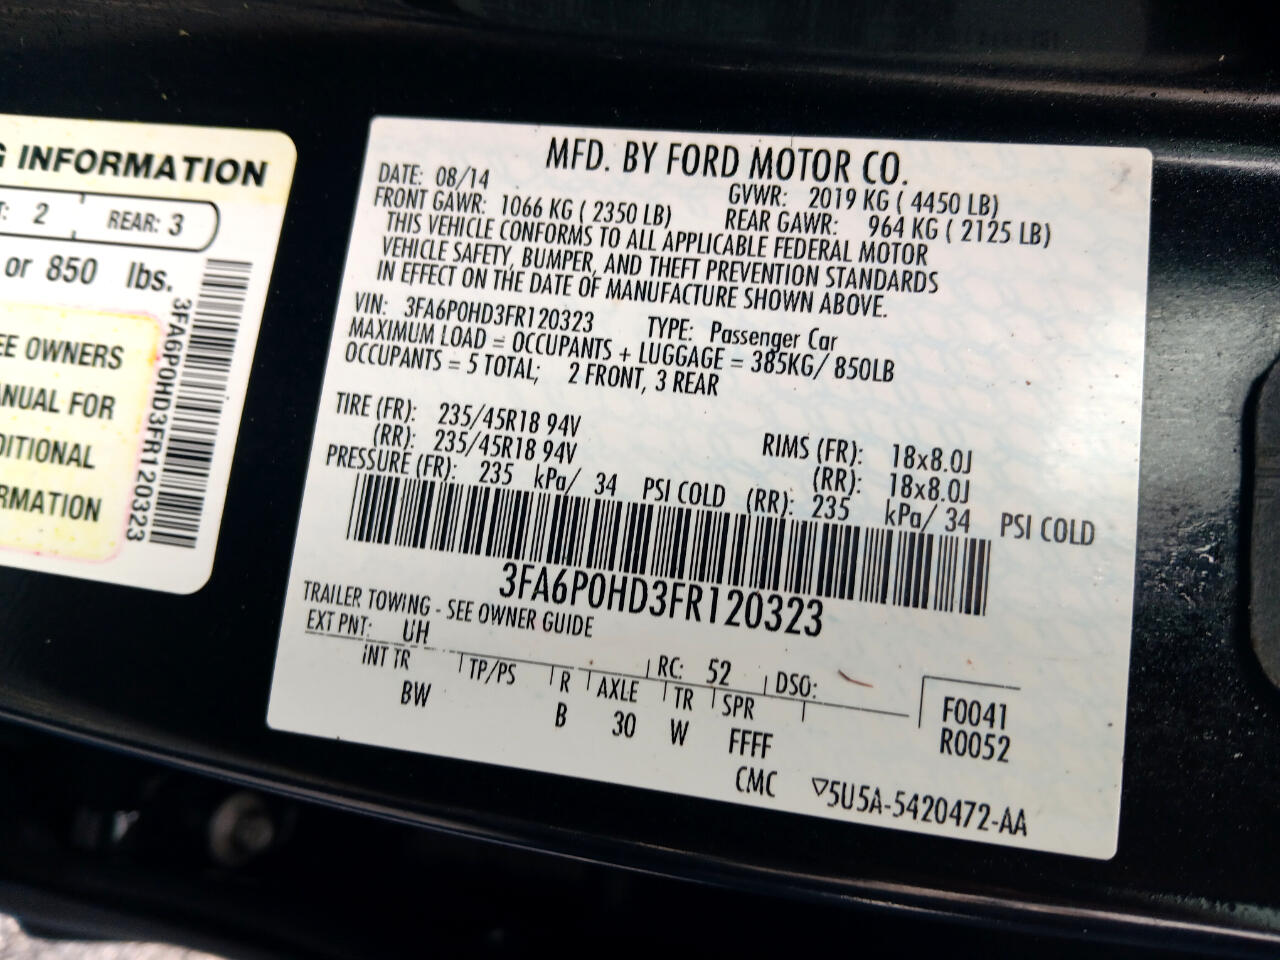 G INFORMATION
T: 2 REAR: 3
or 850 lbs.
EE OWNERS
ANUAL FOR
DITIONAL
RMATION
3FA6P0HD3FR120323
MFD. BY FORD MOTOR CO.
DATE: 08/14 GVWR: 2019 KG ( 4450 LB)
FRONT GAWR: 1066 KG ( 2350 LB) REAR GAWR: 964 KG ( 2125 LB)
THIS VEHICLE CONFORMS TO ALL APPLICABLE FEDERAL MOTOR
VEHICLE SAFETY, BUMPER, AND THEFT PREVENTION STANDARDS
IN EFFECT ON THE DATE OF MANUFACTURE SHOWN ABOVE.
VIN: 3FA6P0HD3FR120323 TYPE: Passenger Car
MAXIMUM LOAD = OCCUPANTS + LUGGAGE = 385KG/ 850LB
OCCUPANTS = 5 TOTAL; 2 FRONT, 3 REAR
TIRE (FR): 235/45R18 94V RIMS (FR): 18x8.0J
(RR): 235/45R18 94V (RR): 18x8.0J
PRESSURE (FR): 235 kPa/ 34 PSI COLD (RR): 235 kPa/ 34 PSI COLD
3FA6P0HD3FR120323
TRAILER TOWING - SEE OWNER GUIDE
EXT PNT: UH RC: 52 DSO:
INT TR TP/PS R AXLE TR SPR F0041
BW B 30 W FFFF R0052
CMC ▽5U5A-5420472-AA